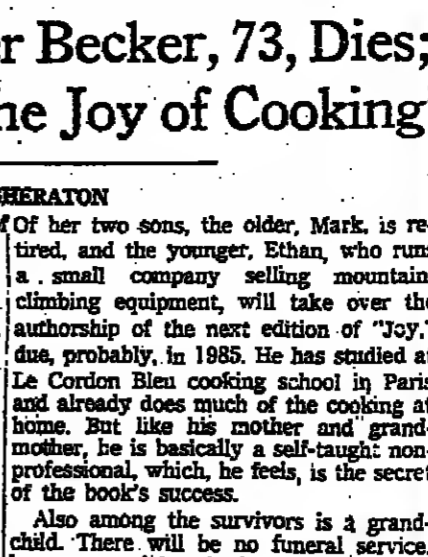 r Becker, 73, Dies;
he Joy of Cooking
SHERATON
Of her two sons, the older, Mark, is re-
tired, and the younger, Ethan, who runs
a small company selling mountain
climbing equipment, will take over the
authorship of the next edition of "Joy,"
due, probably, in 1985. He has studied at
Le Cordon Bleu cooking school in Paris
and already does much of the cooking at
home. But like his mother and grand-
mother, he is basically a self-taught non-
professional, which, he feels, is the secret
of the book's success.
Also among the survivors is a grand-
child. There will be no funeral service.